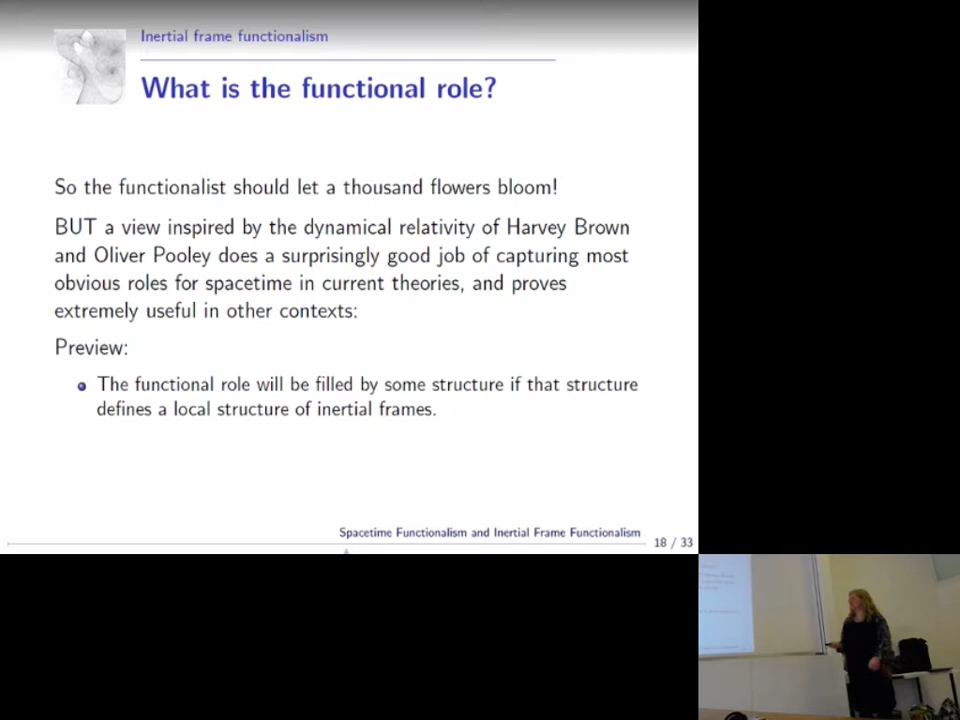 Inertial frame functionalism
What is the functional role?
So the functionalist should let a thousand flowers bloom!
BUT a view inspired by the dynamical relativity of Harvey Brown
and Oliver Pooley does a surprisingly good job of capturing most
obvious roles for spacetime in current theories, and proves
extremely useful in other contexts:
Preview:
The functional role will be filled by some structure if that structure
defines a local structure of inertial frames.
Spacetime Functionalism and Inertial Frame Functionalism
18 / 33